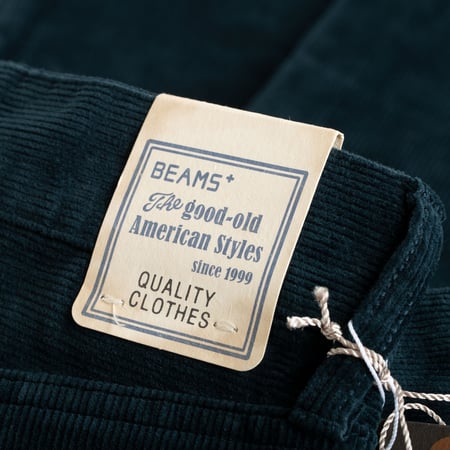 BEAMS+
The good-old
American Styles
since 1999
QUALITY
CLOTHES